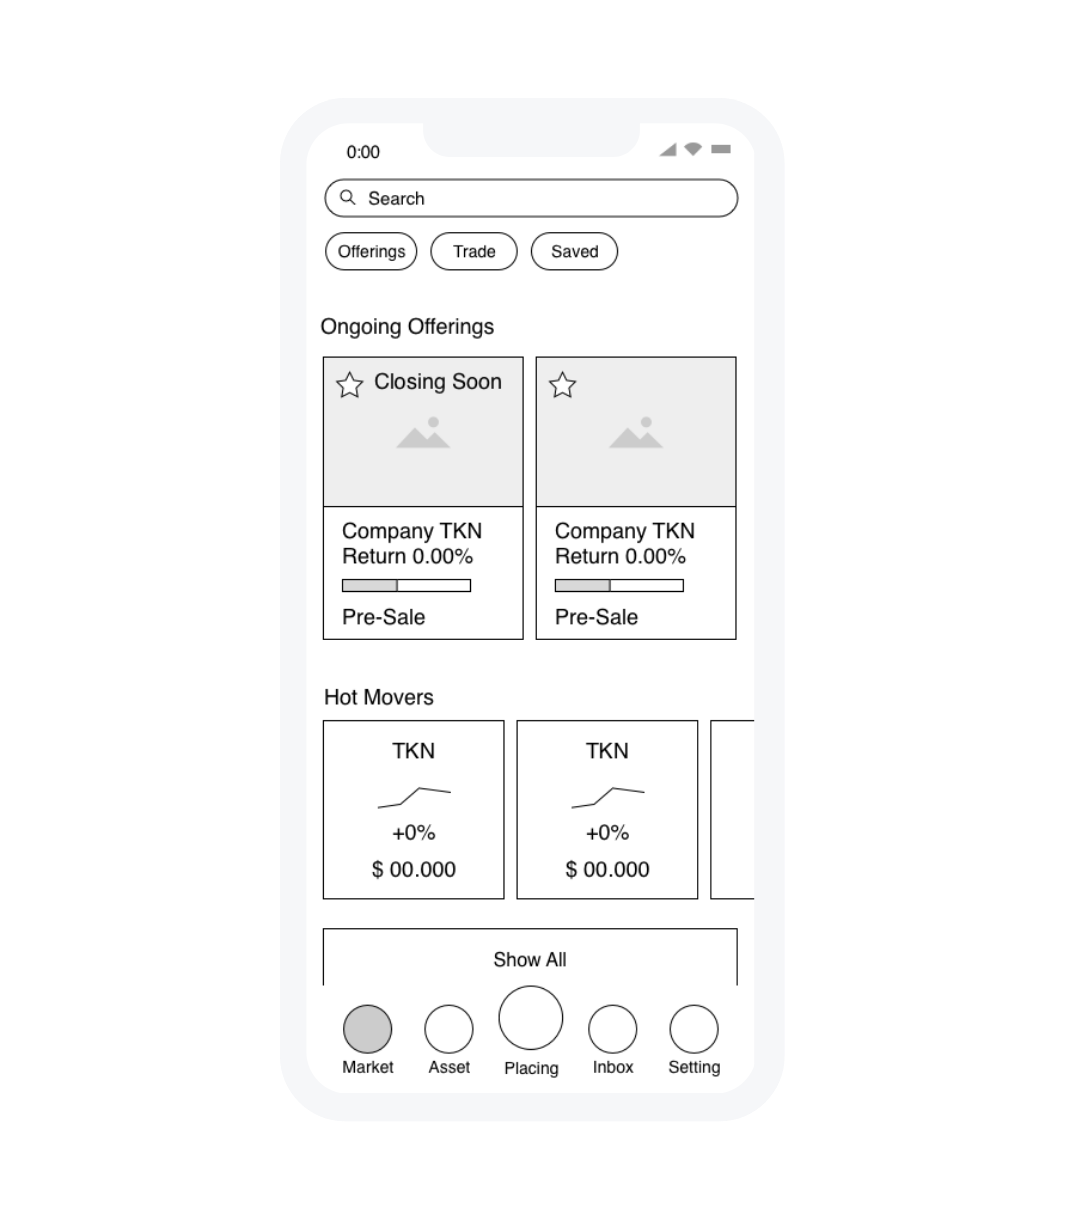 0:00
Search
Offerings
Trade
Saved
Ongoing Offerings
Closing Soon
Company TKN
Return 0.00%
Pre-Sale
Company TKN
Return 0.00%
Pre-Sale
Hot Movers
TKN
+0%
$ 00.000
TKN
+0%
$ 00.000
Show All
Market
Asset
Placing
Inbox
Setting